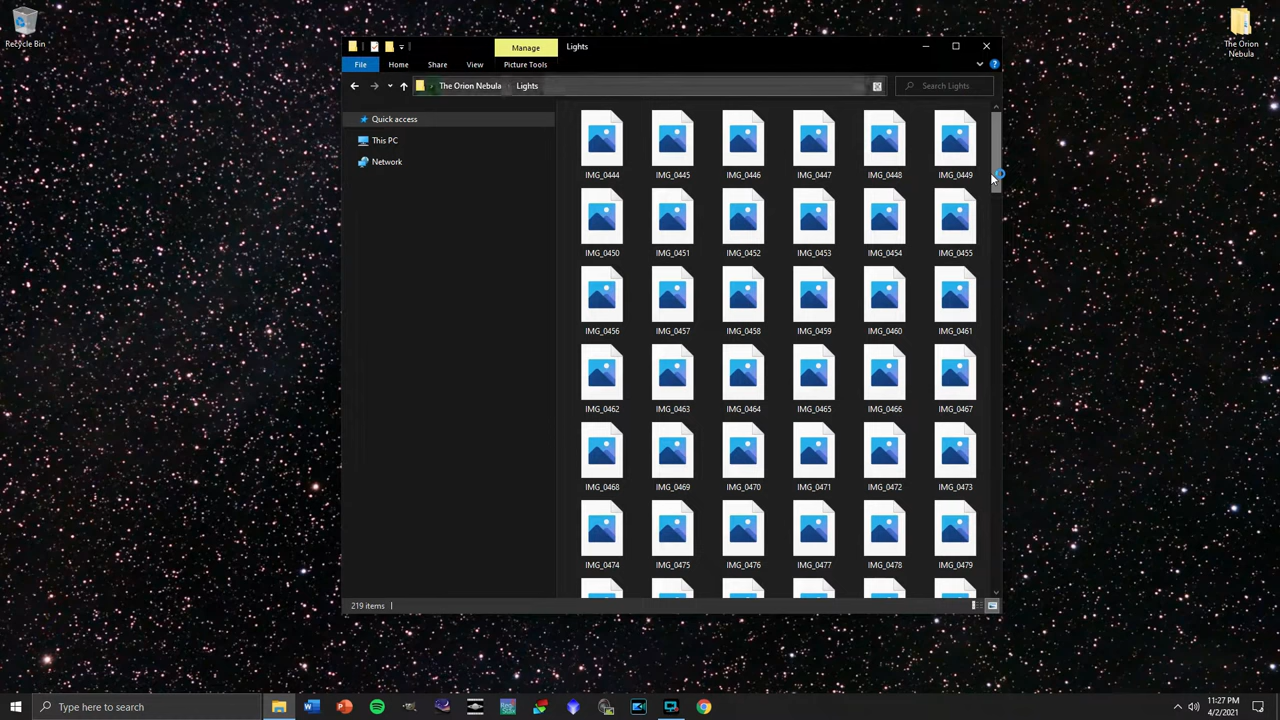 Recycle Bin
The Orion
Nebula
Manage
Lights
File
Home
Share
View
Picture Tools
The Orion Nebula
Lights
Search Lights
Quick access
This PC
Network
IMG_0444
IMG_0445
IMG_0446
IMG_0447
IMG_0448
IMG_0449
IMG_0450
IMG_0451
IMG_0452
IMG_0453
IMG_0454
IMG_0455
IMG_0456
IMG_0457
IMG_0458
IMG_0459
IMG_0460
IMG_0461
IMG_0462
IMG_0463
IMG_0464
IMG_0465
IMG_0466
IMG_0467
IMG_0468
IMG_0469
IMG_0470
IMG_0471
IMG_0472
IMG_0473
IMG_0474
IMG_0475
IMG_0476
IMG_0477
IMG_0478
IMG_0479
219 items
Type here to search
11:27 PM
4/2/2021